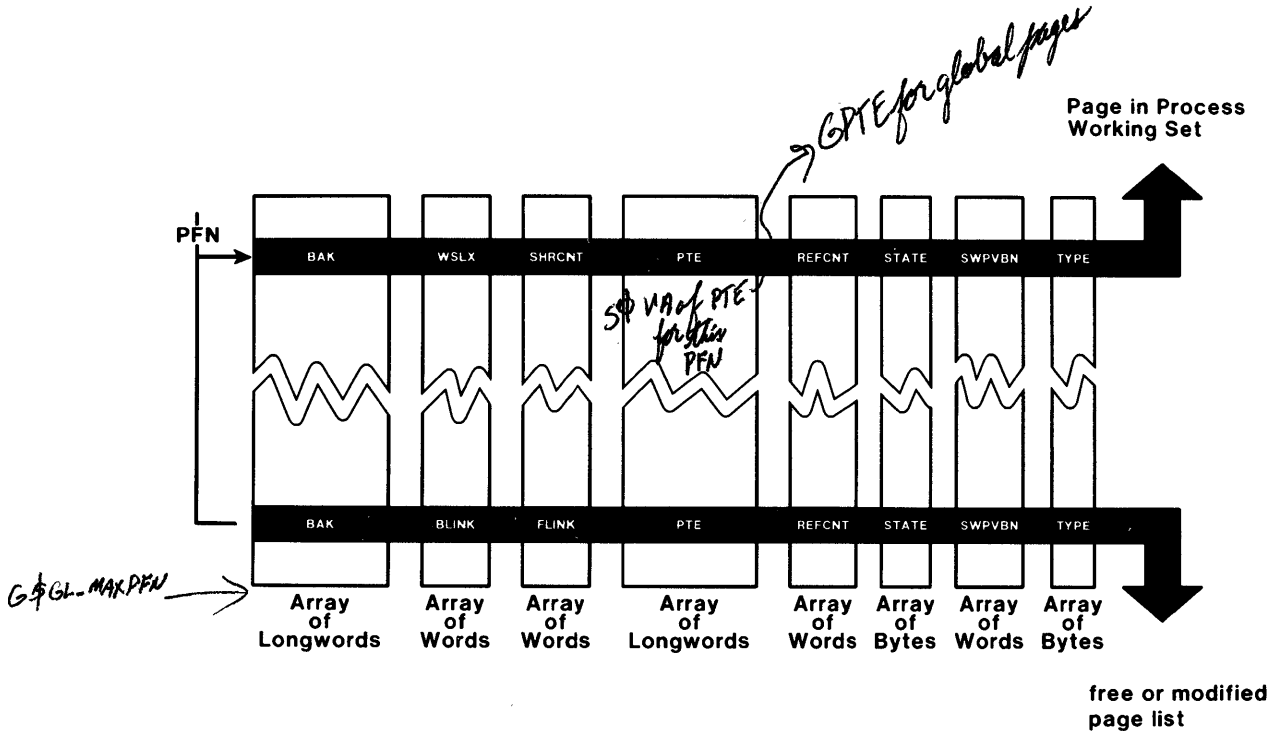 GPTE for global pages
Page in Process
Working Set
PFN
BAK WSLX SHRCNT PTE REFCNT STATE SWPVBN TYPE
SΦ VA of PTE
for this
PFN
BAK BLINK FLINK PTE REFCNT STATE SWPVBN TYPE
G$GL-MAXPFN
Array Array Array Array Array Array Array Array
of of of of of of of of
Longwords Words Words Longwords Words Bytes Words Bytes
free or modified
page list